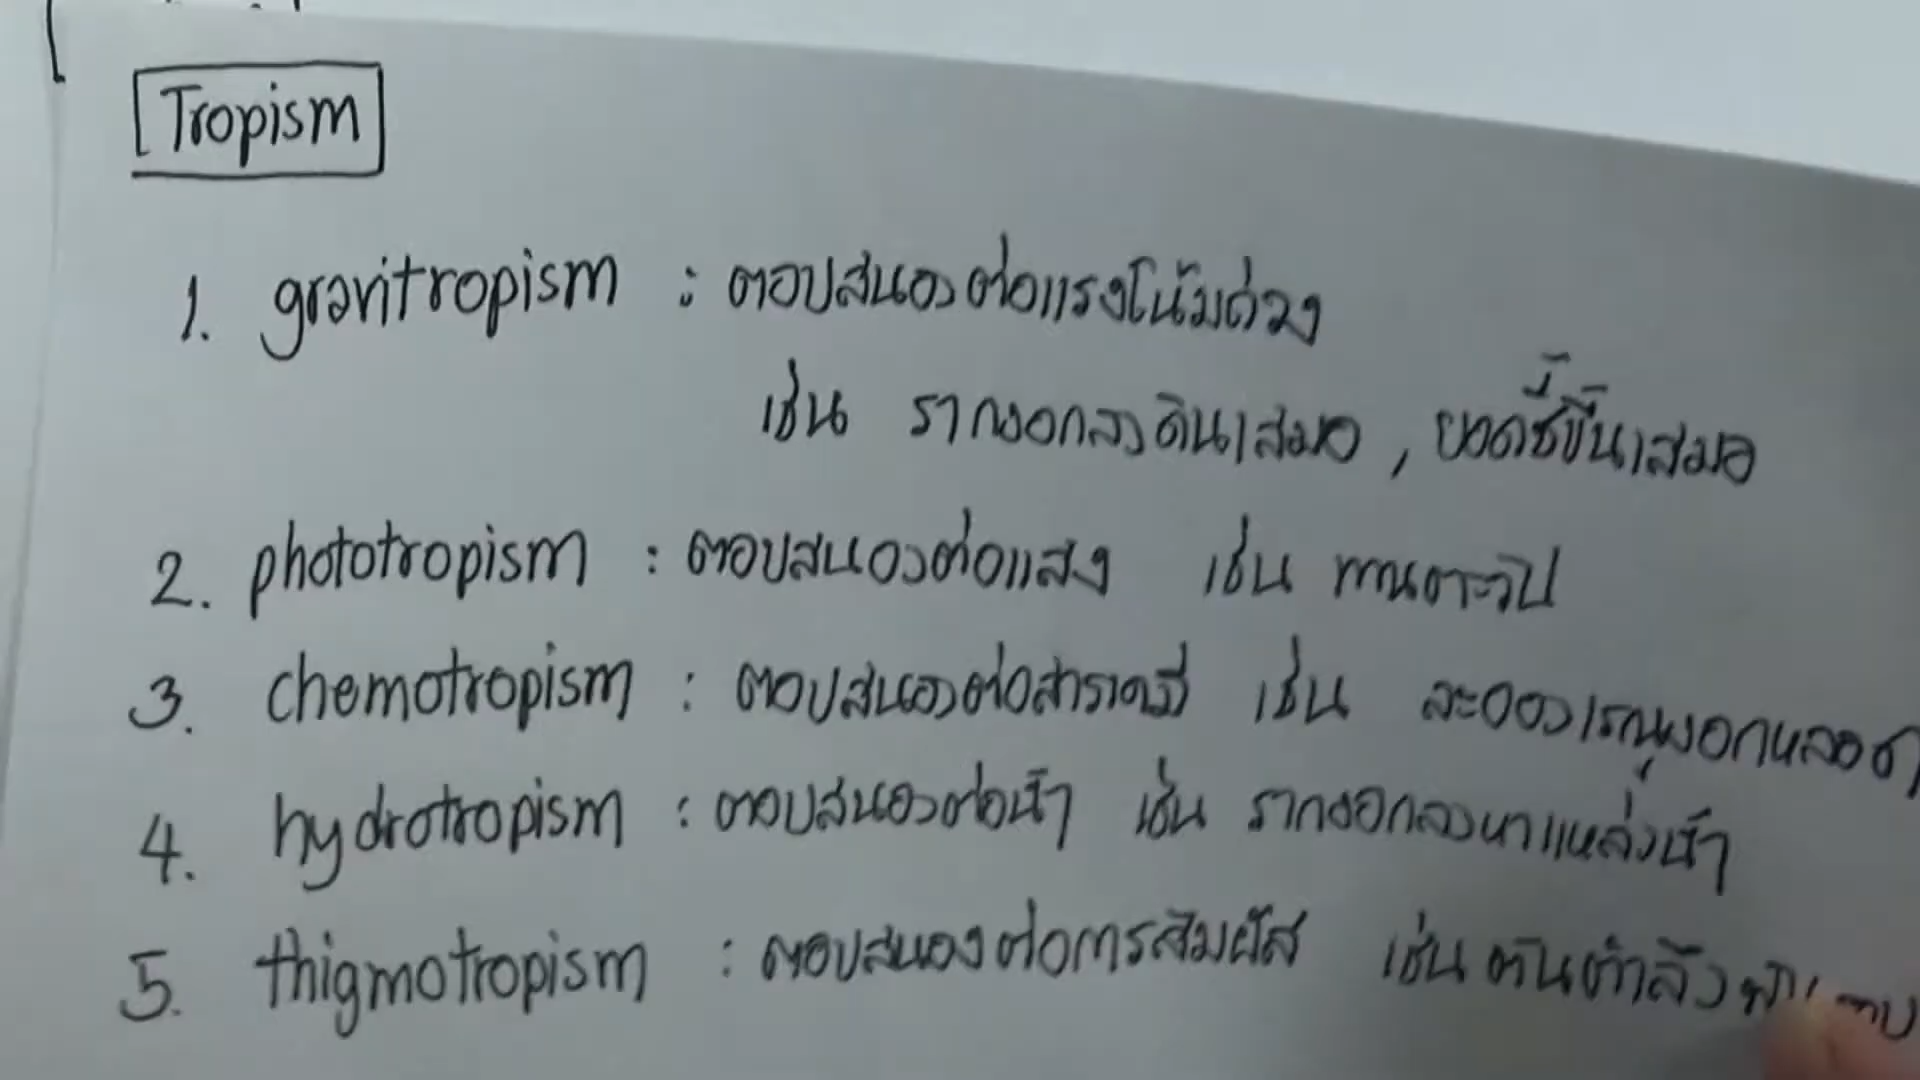 Tropism
1. gravitropism : ตอบสนองต่อแรงโน้มถ่วง
เช่น รากงอกลงดินเสมอ , ยอดชี้ขึ้นเสมอ
2. phototropism : ตอบสนองต่อแสง เช่น ทานตะวัน
3. chemotropism : ตอบสนองต่อสารเคมี เช่น ละอองเรณูงอกหลอด
4. hydrotropism : ตอบสนองต่อน้ำ เช่น รากงอกลงหาแหล่งน้ำ
5. thigmotropism : ตอบสนองต่อการสัมผัส เช่น ต้นตำลึง